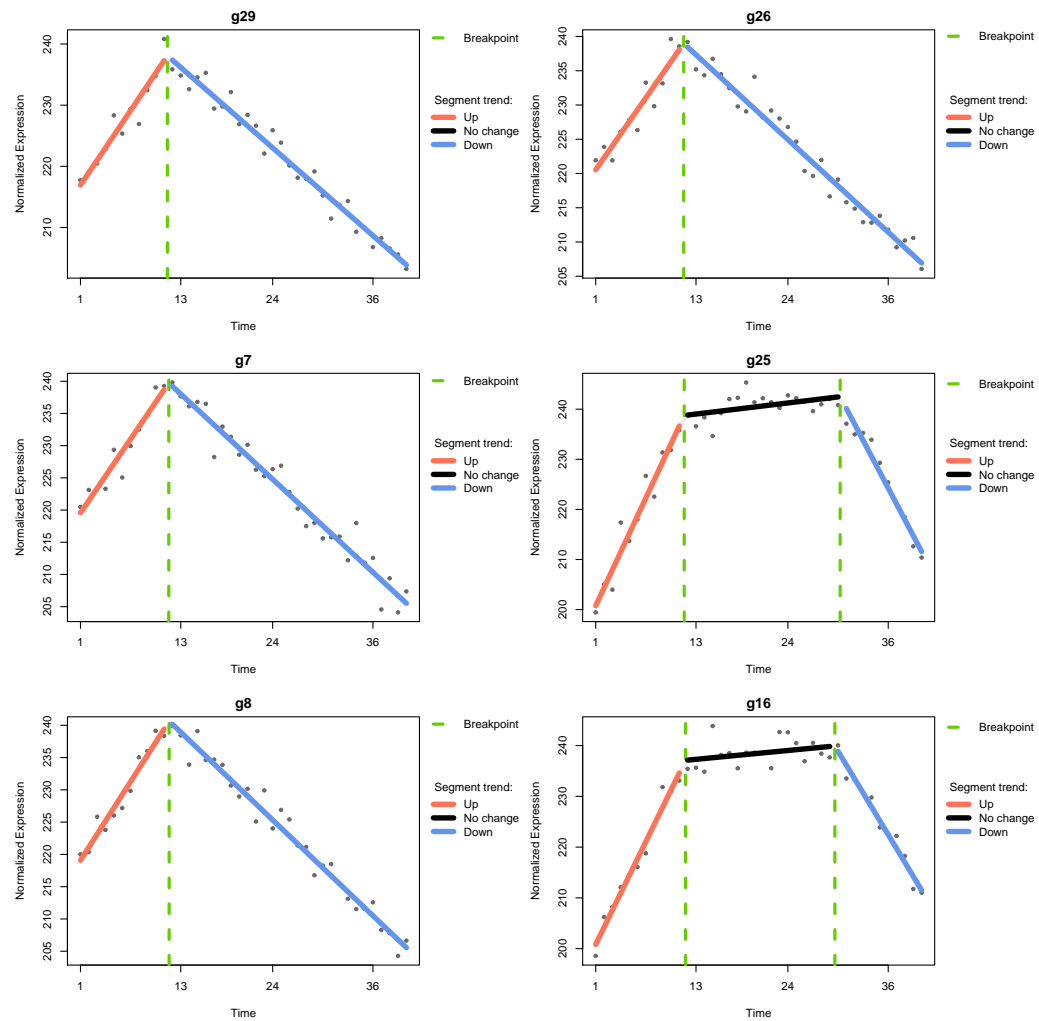 g29
Breakpoint
Segment trend:
Up
No change
Down
Normalized Expression
240
230
220
210
1
13
24
36
Time
g26
Breakpoint
Segment trend:
Up
No change
Down
Normalized Expression
240
235
230
225
220
215
210
205
1
13
24
36
Time
g7
Breakpoint
Segment trend:
Up
No change
Down
Normalized Expression
240
235
230
225
220
215
210
205
1
13
24
36
Time
g25
Breakpoint
Segment trend:
Up
No change
Down
Normalized Expression
240
230
220
210
200
1
13
24
36
Time
g8
Breakpoint
Segment trend:
Up
No change
Down
Normalized Expression
240
235
230
225
220
215
210
205
1
13
24
36
Time
g16
Breakpoint
Segment trend:
Up
No change
Down
Normalized Expression
240
230
220
210
200
1
13
24
36
Time